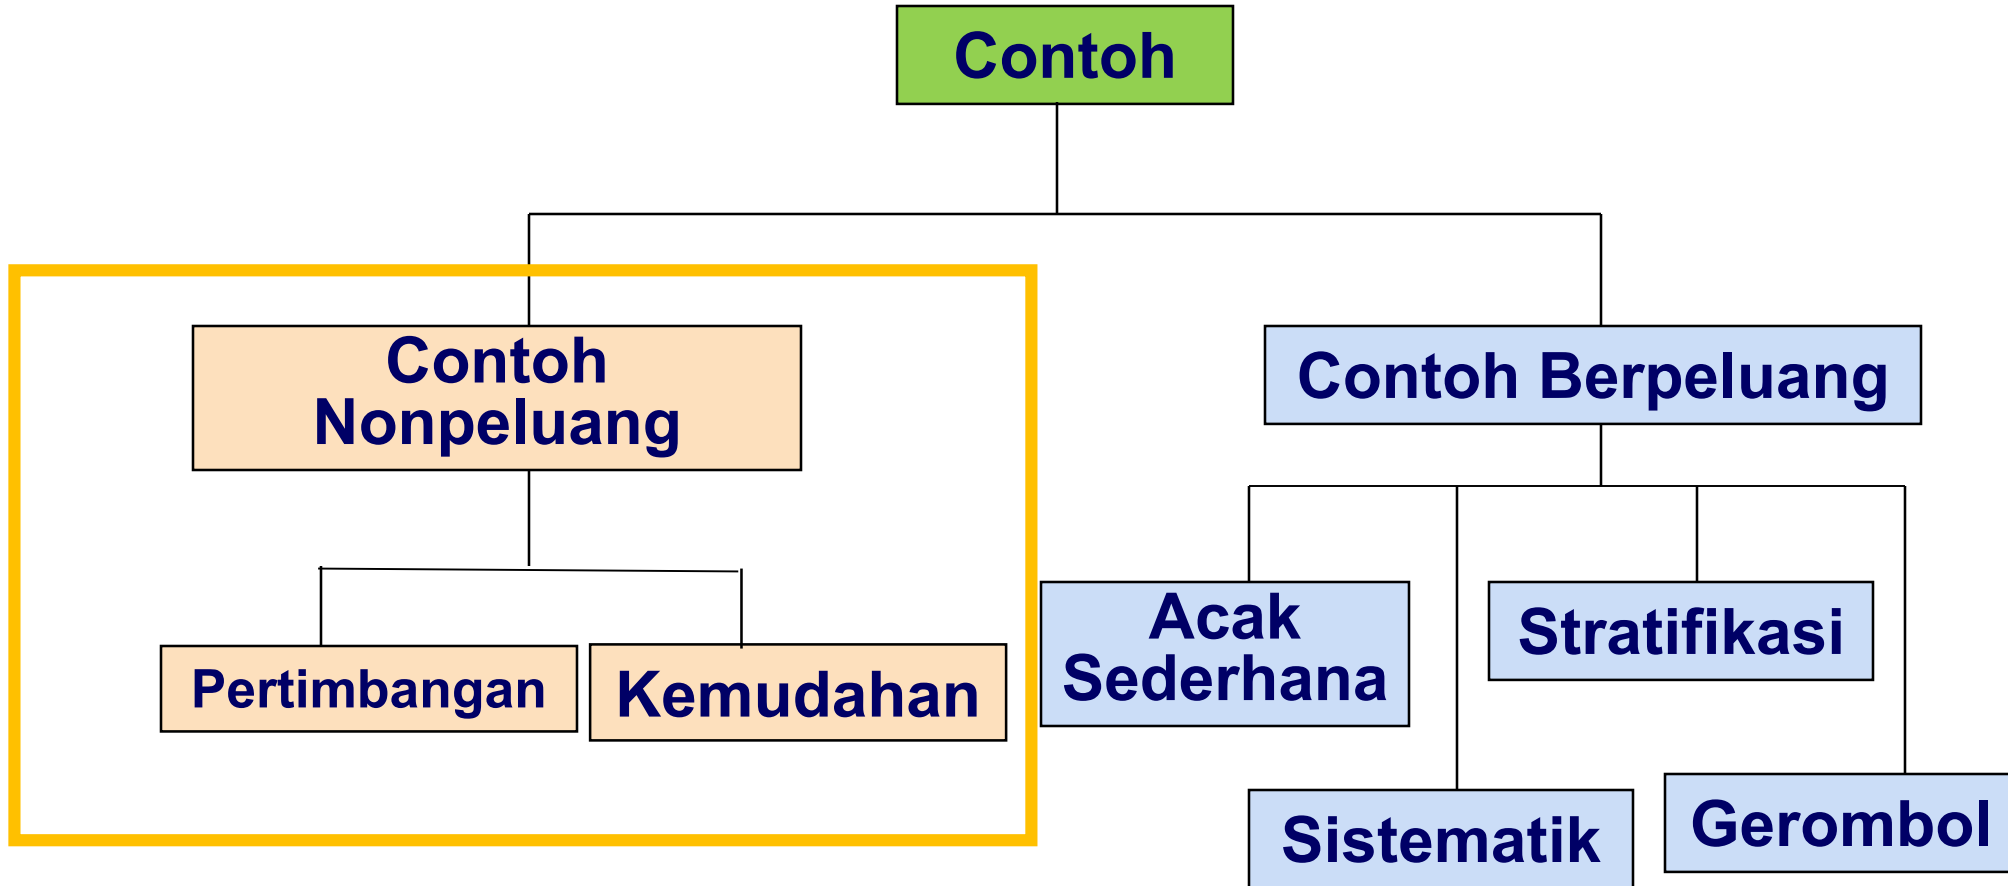 Contoh
Contoh
Nonpeluang
Contoh Berpeluang
Pertimbangan
Kemudahan
Acak
Sederhana
Stratifikasi
Sistematik
Gerombol